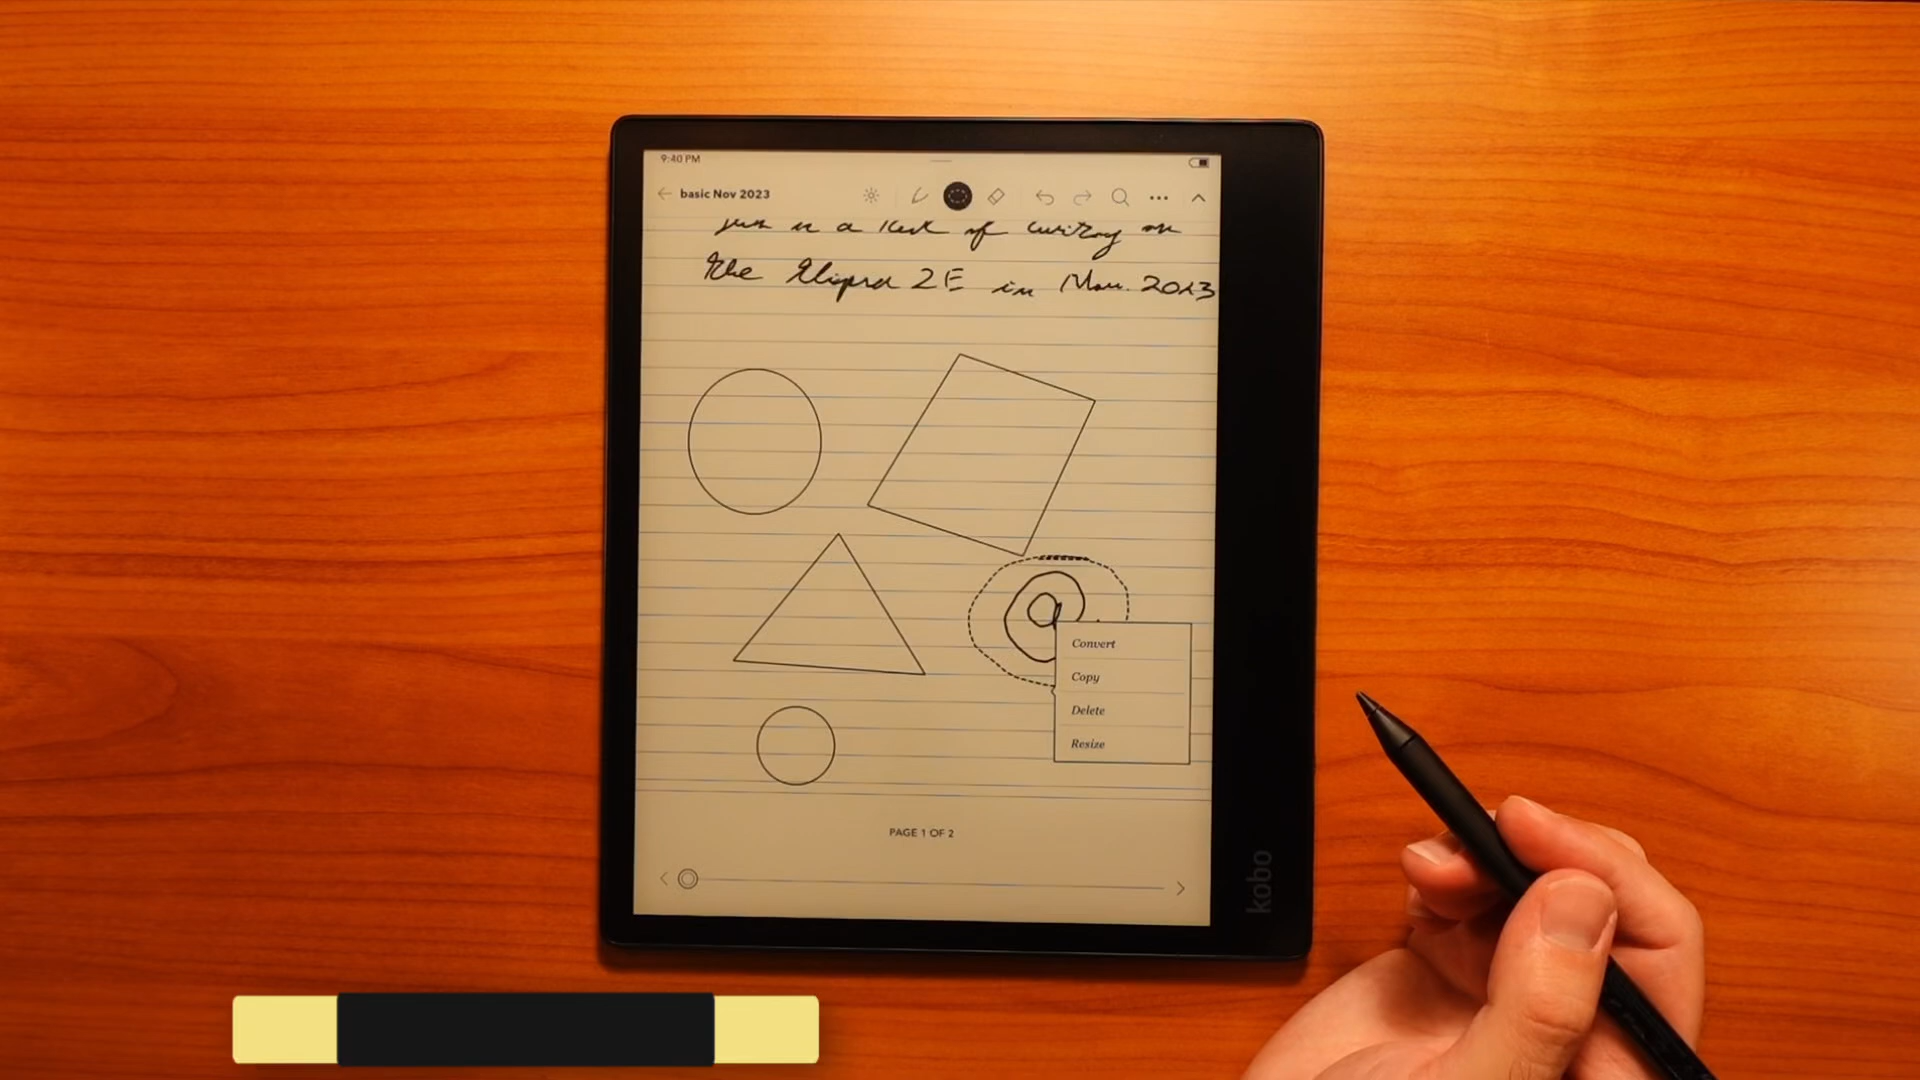 9:40 PM
basic Nov 2023
just is a test of writing on
the Elipsa 2E in Nov. 2023
Convert
Copy
Delete
Resize
PAGE 1 OF 2
kobo